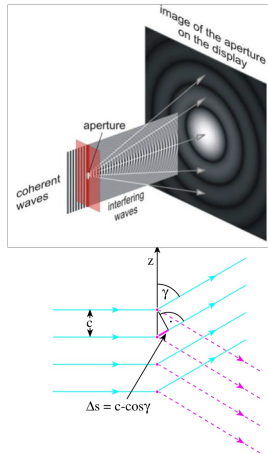 image of the aperture
on the display
aperture
coherent
waves
interfering
waves
z
γ
c
Δs = c-cosγ